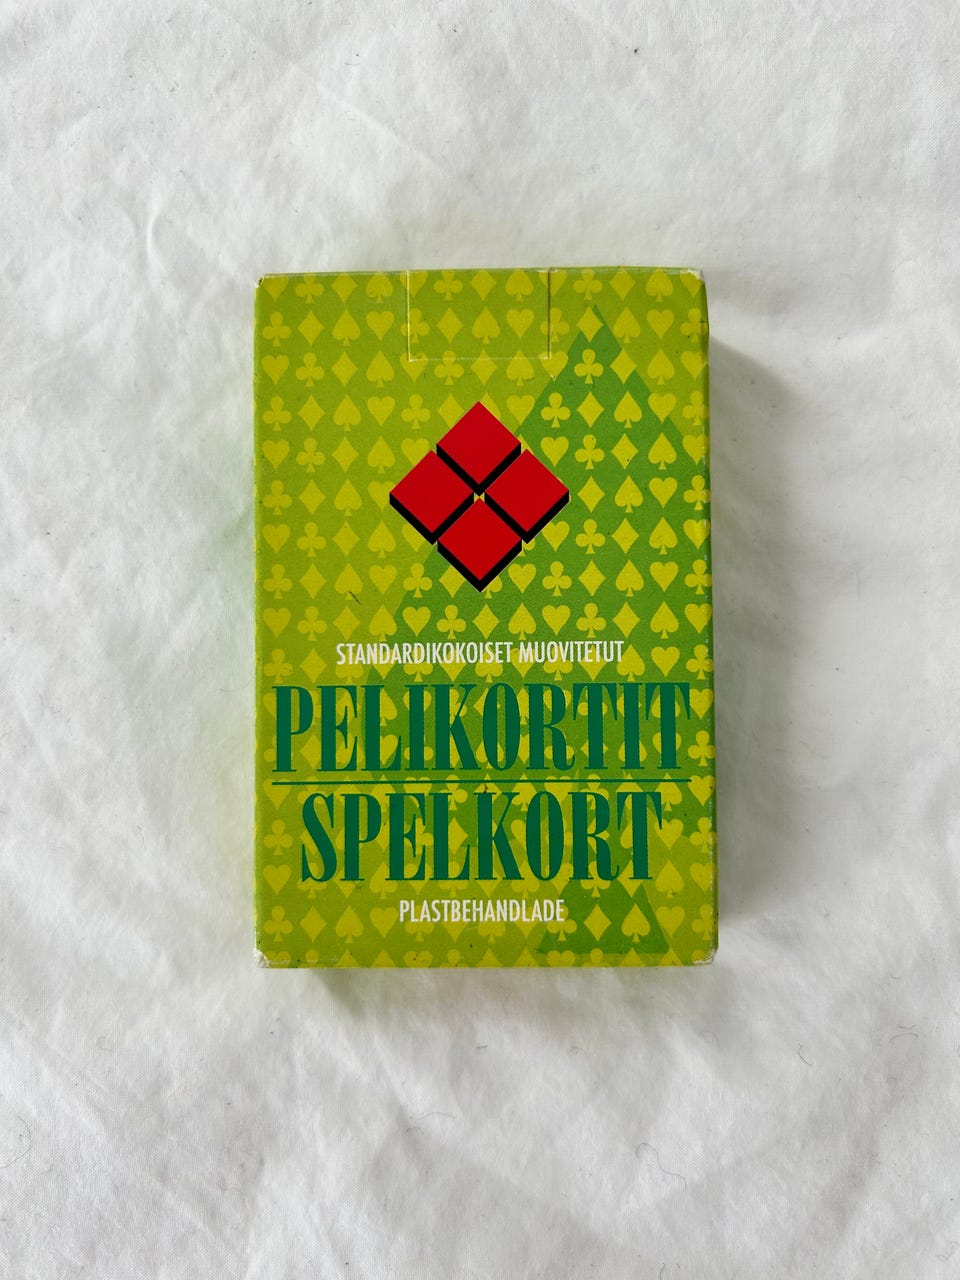 STANDARDIKOKOISET MUOVITETUT
PELIKORTIT
SPELKORT
PLASTBEHANDLADE